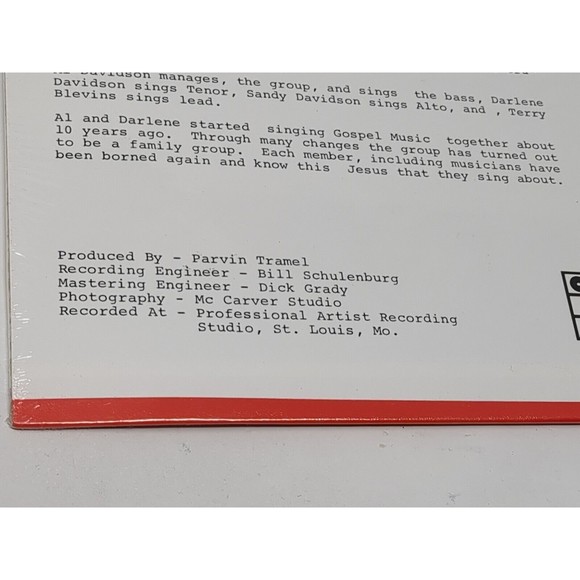 Al Davidson manages, the group, and sings the bass, Darlene
Davidson sings Tenor, Sandy Davidson sings Alto, and , Terry
Blevins sings lead.
Al and Darlene started singing Gospel Music together about
10 years ago. Through many changes the group has turned out
to be a family group. Each member, including musicians have
been borned again and know this Jesus that they sing about.
Produced By - Parvin Tramel
Recording Engineer - Bill Schulenburg
Mastering Engineer - Dick Grady
Photography - Mc Carver Studio
Recorded At - Professional Artist Recording
Studio, St. Louis, Mo.